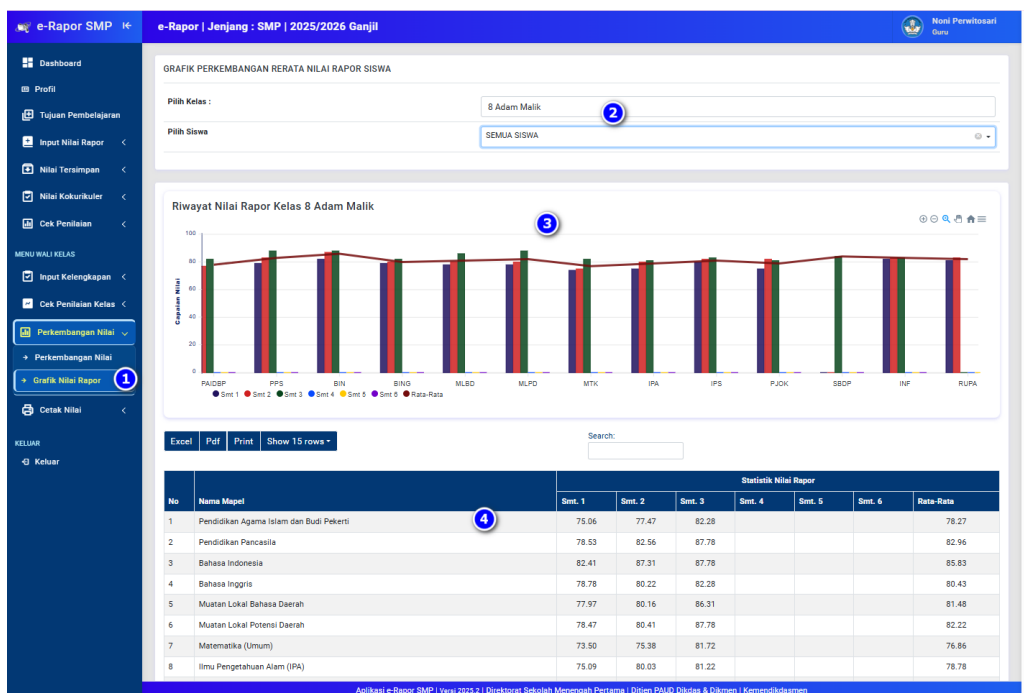 e-Rapor SMP
e-Rapor | Jenjang : SMP | 2025/2026 Ganjil
Noni Perwitosari
Guru
Dashboard
Profil
Tujuan Pembelajaran
Input Nilai Rapor
Nilai Tersimpan
Nilai Kokurikuler
Cek Penilaian
MENU WALI KELAS
Input Kelengkapan
Cek Penilaian Kelas
Perkembangan Nilai
Perkembangan Nilai
Grafik Nilai Rapor
1
Cetak Nilai
KELUAR
Keluar
GRAFIK PERKEMBANGAN RERATA NILAI RAPOR SISWA
Pilih Kelas :
8 Adam Malik
2
Pilih Siswa
SEMUA SISWA
Riwayat Nilai Rapor Kelas 8 Adam Malik
3
Capaian Nilai
100
80
60
40
20
0
PAIDBP PPS BIN BING MLBD MLPD MTK IPA IPS PJOK SBDP INF RUPA
Smt 1 Smt 2 Smt 3 Smt 4 Smt 5 Smt 6 Rata-Rata
Excel Pdf Print Show 15 rows
Search:
No Nama Mapel Statistik Nilai Rapor
Smt. 1 Smt. 2 Smt. 3 Smt. 4 Smt. 5 Smt. 6 Rata-Rata
1 Pendidikan Agama Islam dan Budi Pekerti 4 75.06 77.47 82.28 78.27
2 Pendidikan Pancasila 78.53 82.56 87.78 82.96
3 Bahasa Indonesia 82.41 87.31 87.78 85.83
4 Bahasa Inggris 78.78 80.22 82.28 80.43
5 Muatan Lokal Bahasa Daerah 77.97 80.16 86.31 81.48
6 Muatan Lokal Potensi Daerah 78.47 80.41 87.78 82.22
7 Matematika (Umum) 73.50 75.38 81.72 76.86
8 Ilmu Pengetahuan Alam (IPA) 75.09 80.03 81.22 78.78
Aplikasi e-Rapor SMP | Versi 2025.2 | Direktorat Sekolah Menengah Pertama | Ditjen PAUD Dikdas & Dikmen | Kemendikdasmen